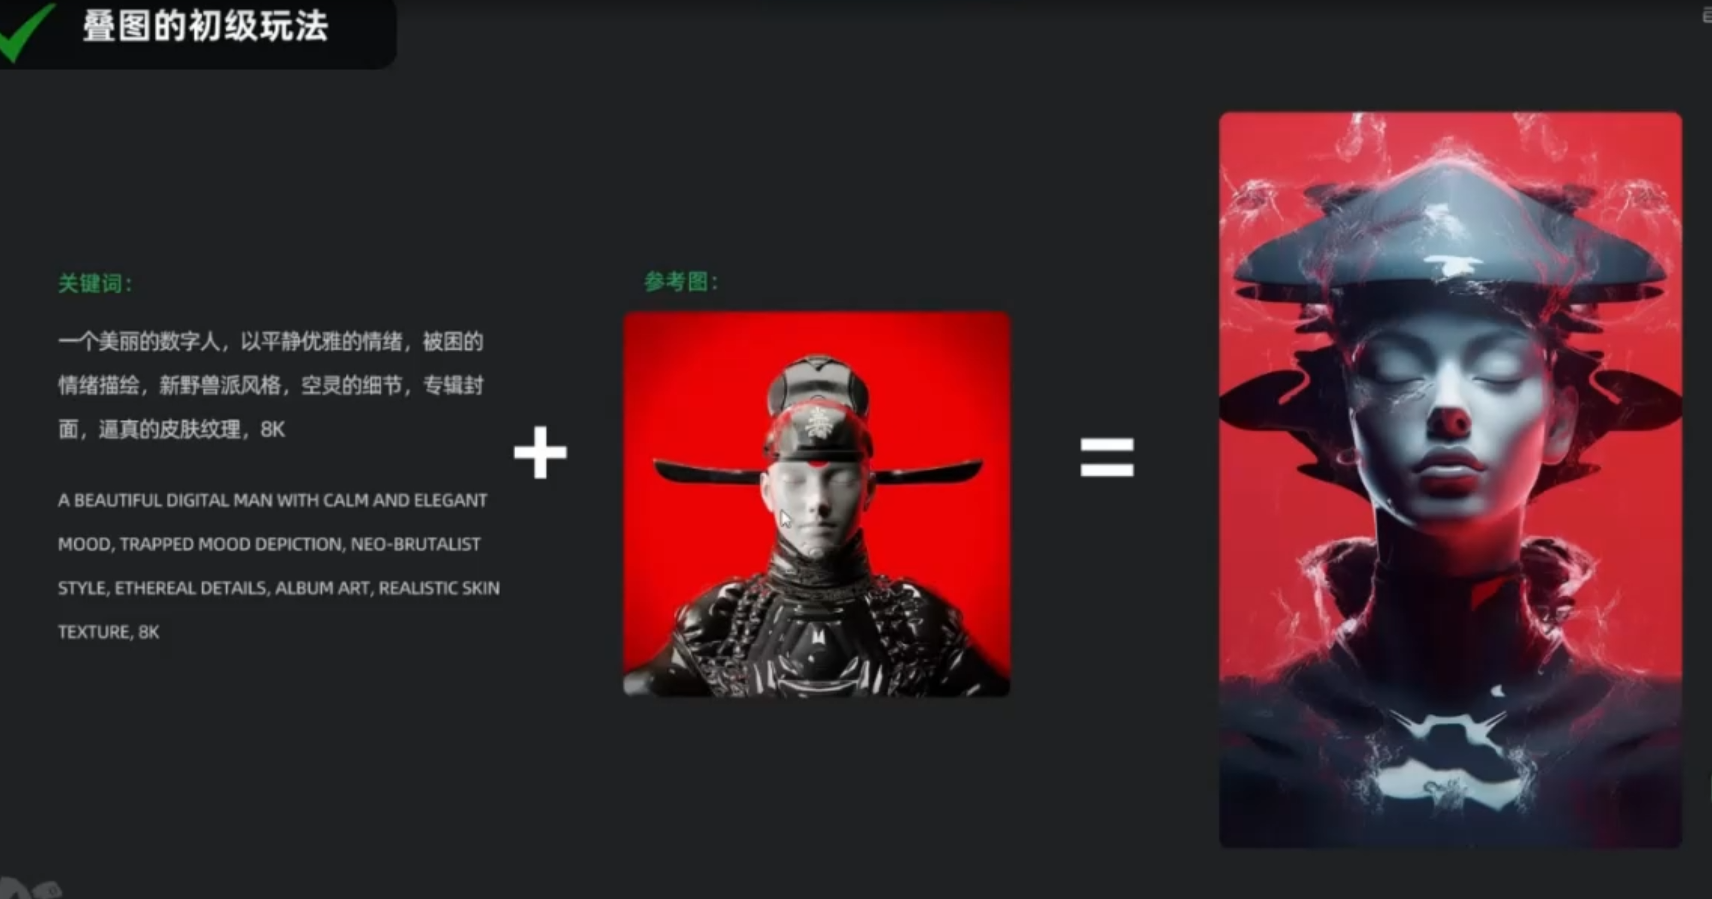 叠图的初级玩法
关键词：
一个美丽的数字人，以平静优雅的情绪，被困的
情绪描绘，新野兽派风格，空灵的细节，专辑封
面，逼真的皮肤纹理，8K
A BEAUTIFUL DIGITAL MAN WITH CALM AND ELEGANT
MOOD, TRAPPED MOOD DEPICTION, NEO-BRUTALIST
STYLE, ETHEREAL DETAILS, ALBUM ART, REALISTIC SKIN
TEXTURE, 8K
+
参考图：
=